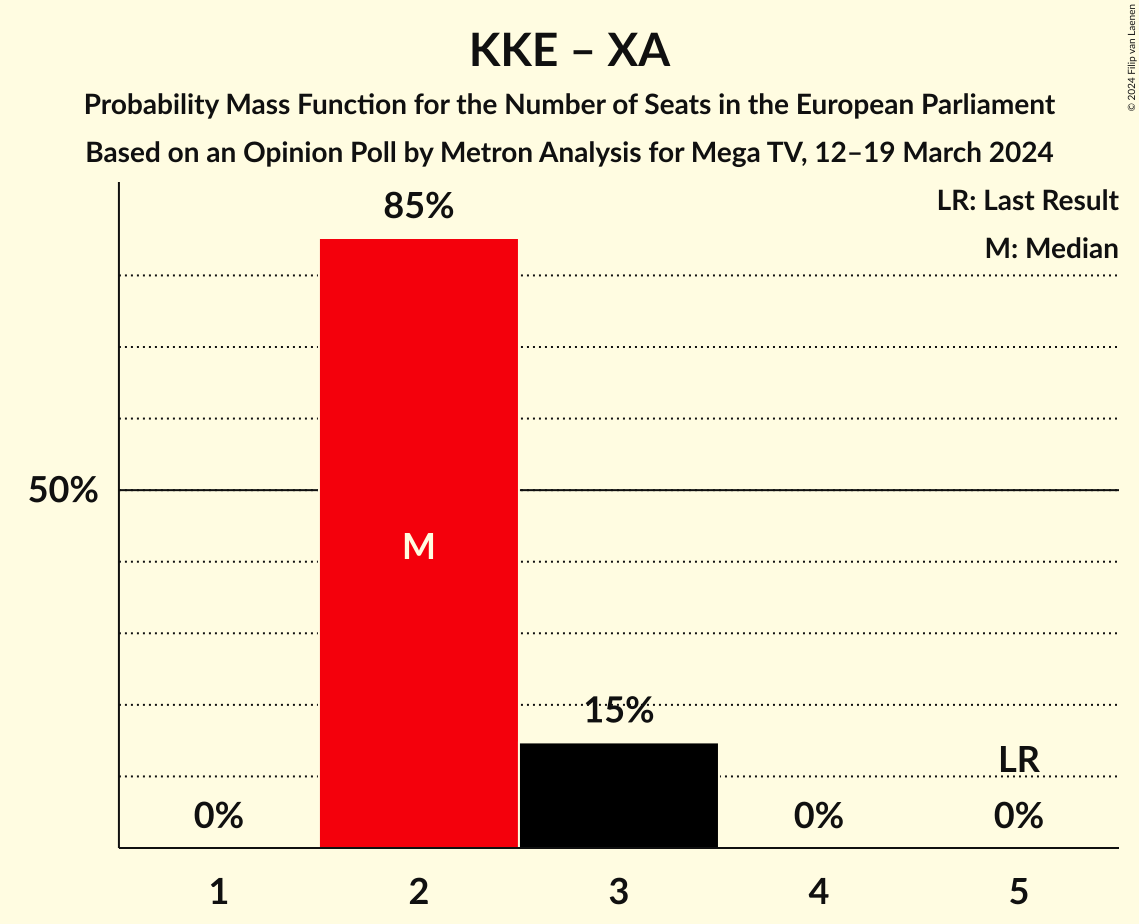 KKE – XA
Probability Mass Function for the Number of Seats in the European Parliament
Based on an Opinion Poll by Metron Analysis for Mega TV, 12–19 March 2024
© 2024 Filip van Laenen
LR: Last Result
M: Median
85%
50%
M
15%
LR
0%
0%
0%
1 2 3 4 5